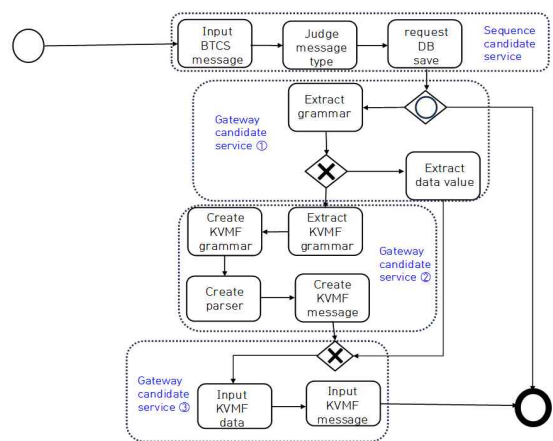 Input
BTCS
message
Judge
message
type
request
DB
save
Sequence
candidate
service
Extract
grammar
Gateway
candidate
service ①
Extract
data value
Create
KVMF
grammar
Extract
KVMF
grammar
Gateway
candidate
service ②
Create
parser
Create
KVMF
message
Gateway
candidate
service ③
Input
KVMF
data
Input
KVMF
message